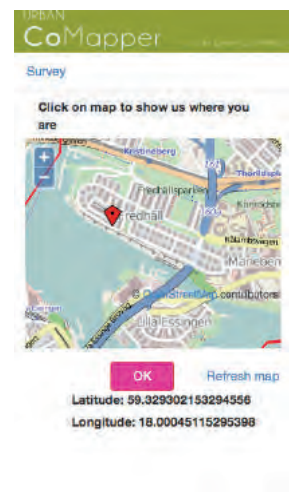 URBAN
CoMapper
Survey
Click on map to show us where you
are
+
Kristineberg
Fredhällsparken
Fredhäll
Marieberg
© OpenStreetMap contributors
Lilla Essingen
OK
Refresh map
Latitude: 59.329302153294556
Longitude: 18.00045115295398